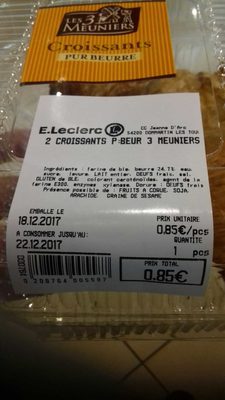 LES 3 MEUNIERS
Croissants
PUR BEURRE
E.Leclerc L
CC Jeanne D'Arc
54200 DOMMARTIN LES TOUL
2 CROISSANTS P.BEUR 3 MEUNIERS
Ingrédients : farine de blé, beurre 24.7%, eau,
sucre, levure, LAIT entier, OEUFS frais, sel,
GLUTEN de BLE, colorant caroténoïdes, agent de la
farine E300, enzymes xylanase, Dorure : OEUFS frais
Présence possible de : FRUITS A COQUE, SOJA,
ARACHIDE, GRAINE DE SESAME
EMBALLE LE
18.12.2017
A CONSOMMER JUSQU'AU:
22.12.2017
PRIX UNITAIRE
0.85€/pcs
QUANTITE
1 pcs
PRIX TOTAL
0.85€